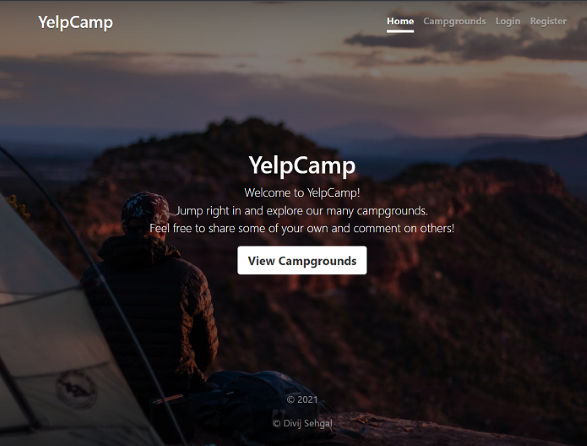 YelpCamp
Home Campgrounds Login Register
YelpCamp
Welcome to YelpCamp!
Jump right in and explore our many campgrounds.
Feel free to share some of your own and comment on others!
View Campgrounds
© 2021
© Divij Sehgal